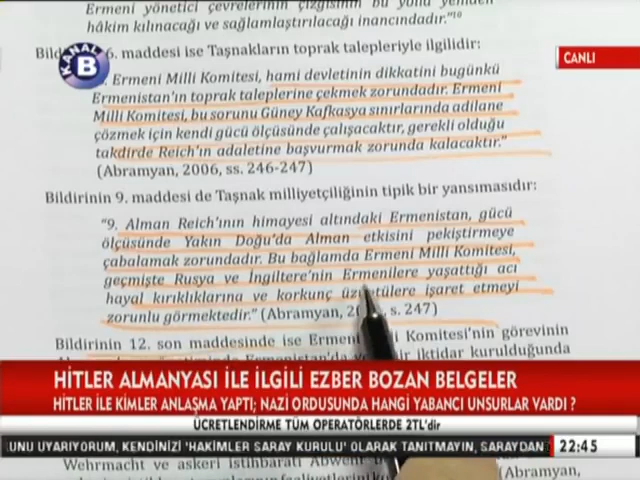 Ermeni yönetici çevrelerinin çizgisinin bu yönü yeniden
hâkim kılınacağı ve sağlamlaştırılacağı inancındadır."¹⁶
6. maddesi ise Taşnakların toprak talepleriyle ilgilidir:
KANAL B
CANLI
Ermeni Milli Komitesi, hami devletinin dikkatini bugünkü
Ermenistan'ın toprak taleplerine çekmek zorundadır. Ermeni
Milli Komitesi, bu sorunu Güney Kafkasya sınırlarında adilane
çözmek için kendi gücü ölçüsünde çalışacaktır, gerekli olduğu
takdirde Reich'ın adaletine başvurmak zorunda kalacaktır."
(Abramyan, 2006, ss. 246-247)
Bildirinin 9. maddesi de Taşnak milliyetçiliğinin tipik bir yansımasıdır:
"9. Alman Reich'ının himayesi altındaki Ermenistan, gücü
ölçüsünde Yakın Doğu'da Alman etkisini pekiştirmeye
çabalamak zorundadır. Bu bağlamda Ermeni Milli Komitesi,
geçmişte Rusya ve İngiltere'nin Ermenilere yaşattığı acı
hayal kırıklıklarına ve korkunç işaret etmeyi
zorunlu görmektedir." (Abramyan, s. 247)
Bildirinin 12. son maddesinde ise Komitesi'nin görevinin
bir iktidar kurulduğunda
HİTLER ALMANYASI İLE İLGİLİ EZBER BOZAN BELGELER
HİTLER İLE KİMLER ANLAŞMA YAPTI; NAZİ ORDUSUNDA HANGİ YABANCI UNSURLAR VARDI ?
ÜCRETLENDİRME TÜM OPERATÖRLERDE 2TL'dir
UNU UYARIYORUM, KENDİNİZİ 'HAKİMLER SARAY KURULU' OLARAK TANITMAYIN, SARAYDAN
22:45
Wehrmacht ve askeri istihbaratı
(Abramyan,